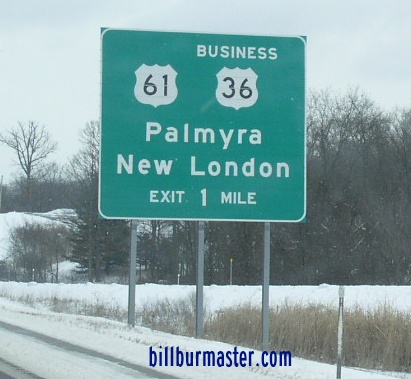 BUSINESS
61 36
Palmyra
New London
EXIT 1 MILE
billburmaster.com